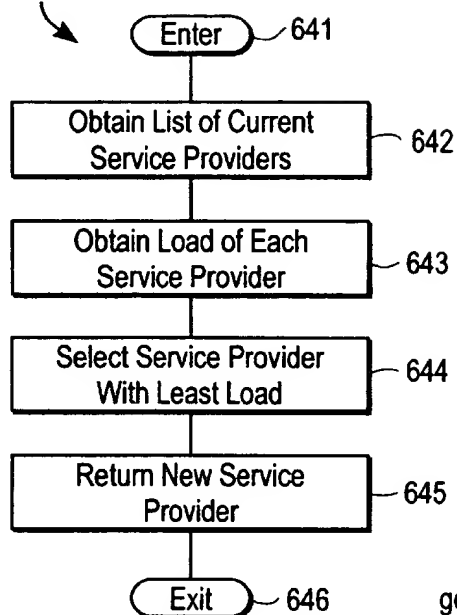 Enter
641
Obtain List of Current
Service Providers
642
Obtain Load of Each
Service Provider
643
Select Service Provider
With Least Load
644
Return New Service
Provider
645
Exit
646